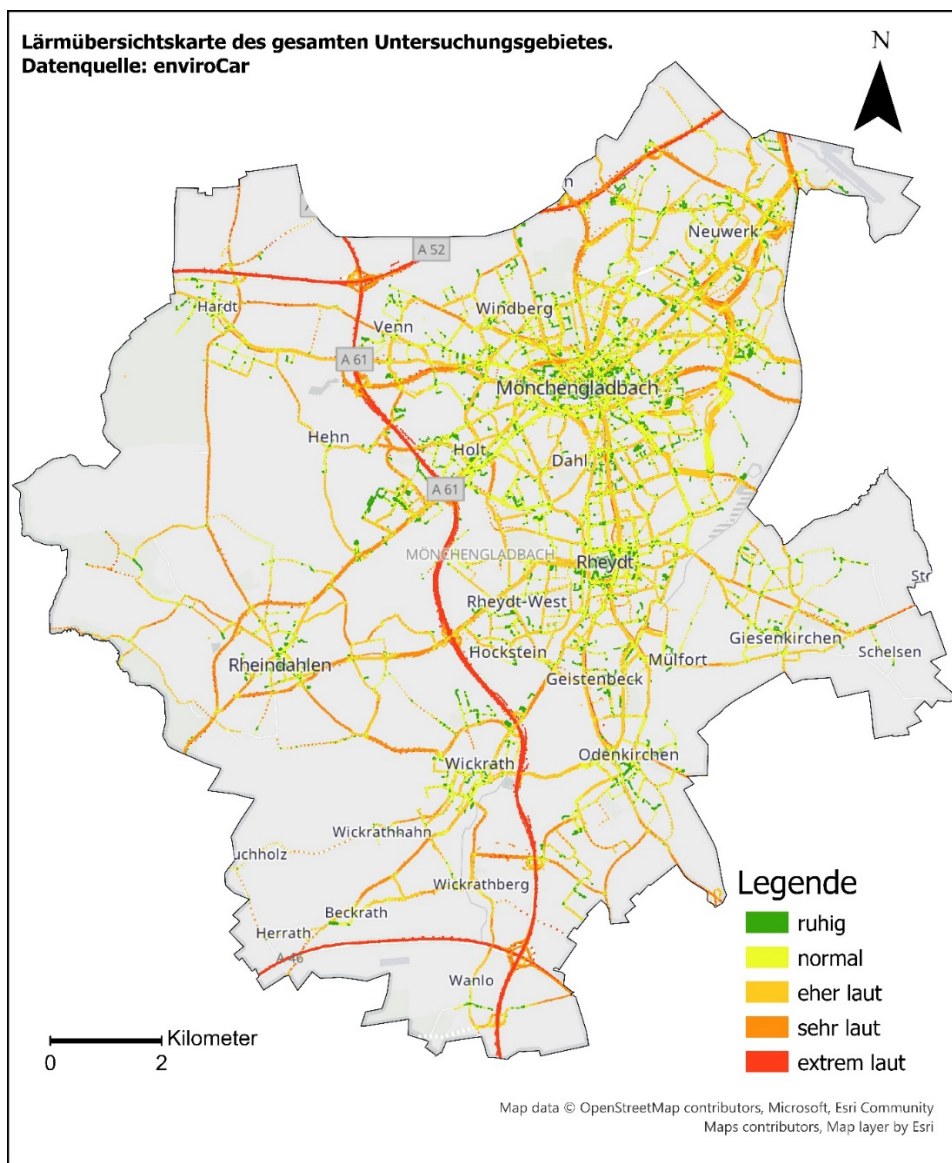 Lärmübersichtskarte des gesamten Untersuchungsgebietes.
Datenquelle: enviroCar
N
A 52
Neuwerk
Hardt
Windberg
Venn
A 61
Mönchengladbach
Hehn
Holt
Dahl
A 61
MÖNCHENGLADBACH
Rheydt
Rheydt-West
Giesenkirchen
Rheindahlen
Hockstein
Mülfort
Schelsen
Geistenbeck
Wickrath
Odenkirchen
Wickrathhahn
uchholz
Wickrathberg
Beckrath
Herrath
A 46
Wanlo
Legende
ruhig
normal
eher laut
sehr laut
extrem laut
Kilometer
0 2
Map data © OpenStreetMap contributors, Microsoft, Esri Community
Maps contributors, Map layer by Esri